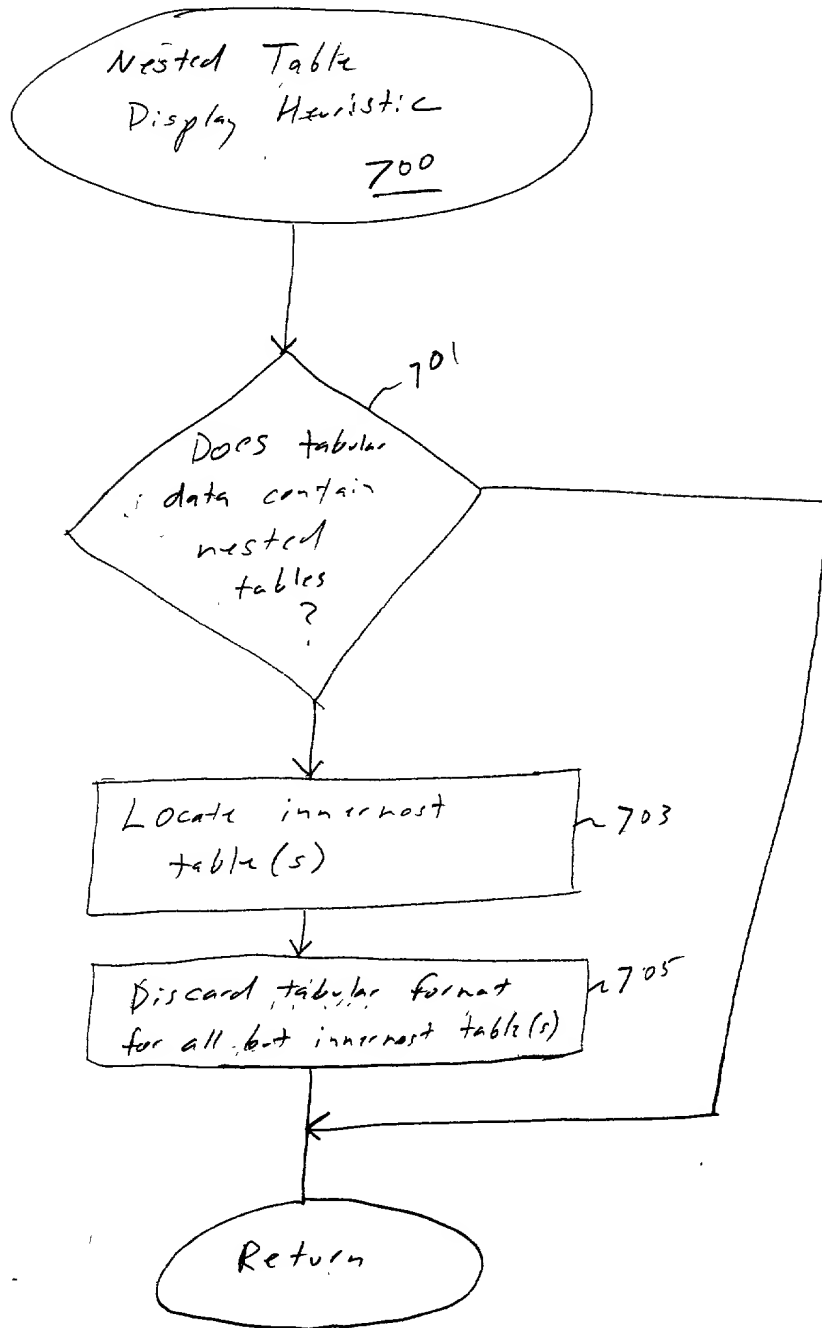 Nested Table
Display Heuristic
700
701
Does tabular
data contain
nested
tables
?
Locate innermost
table(s)
703
Discard tabular format
for all but innermost table(s)
705
Return